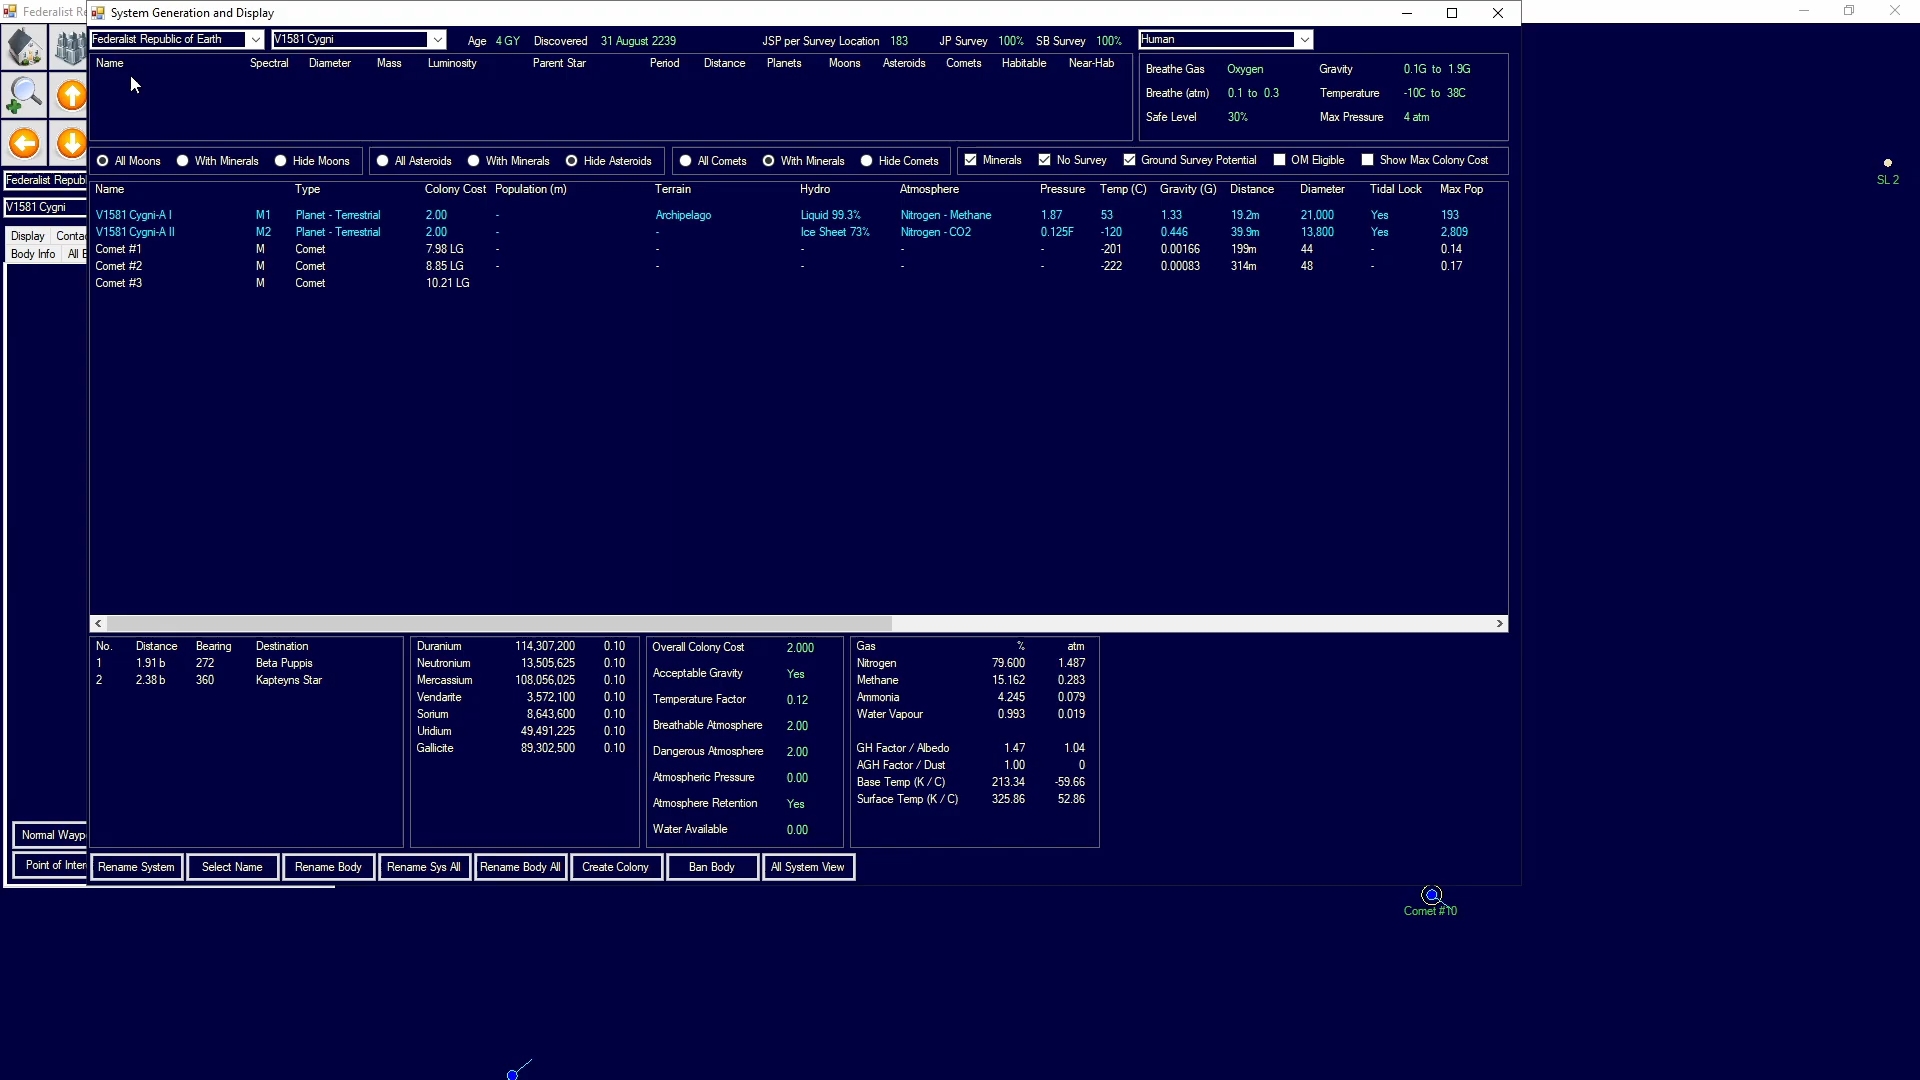 Federalist Re
System Generation and Display
Federalist Republic of Earth V1581 Cygni Age 4 GY Discovered 31 August 2239 JSP per Survey Location 183 JP Survey 100% SB Survey 100% Human
Name Spectral Diameter Mass Luminosity Parent Star Period Distance Planets Moons Asteroids Comets Habitable Near-Hab
Breathe Gas Oxygen Gravity 0.1G to 1.9G
Breathe (atm) 0.1 to 0.3 Temperature -10C to 38C
Safe Level 30% Max Pressure 4 atm
All Moons With Minerals Hide Moons All Asteroids With Minerals Hide Asteroids All Comets With Minerals Hide Comets Minerals No Survey Ground Survey Potential OM Eligible Show Max Colony Cost
Federalist Republ
V1581 Cygni
Display Conta
Body Info All B
Name Type Colony Cost Population (m) Terrain Hydro Atmosphere Pressure Temp (C) Gravity (G) Distance Diameter Tidal Lock Max Pop
V1581 Cygni-A I M1 Planet - Terrestrial 2.00 - Archipelago Liquid 99.3% Nitrogen - Methane 1.87 53 1.33 19.2m 21,000 Yes 193
V1581 Cygni-A II M2 Planet - Terrestrial 2.00 - - Ice Sheet 73% Nitrogen - CO2 0.125F -120 0.446 39.9m 13,800 Yes 2,809
Comet #1 M Comet 7.98 LG - - - - - -201 0.00166 199m 44 - 0.14
Comet #2 M Comet 8.85 LG - - - - - -222 0.00083 314m 48 - 0.17
Comet #3 M Comet 10.21 LG
No. Distance Bearing Destination
1 1.91 b 272 Beta Puppis
2 2.38 b 360 Kapteyns Star
Duranium 114,307,200 0.10
Neutronium 13,505,625 0.10
Mercassium 108,056,025 0.10
Vendarite 3,572,100 0.10
Sorium 8,643,600 0.10
Uridium 49,491,225 0.10
Gallicite 89,302,500 0.10
Overall Colony Cost 2.000
Acceptable Gravity Yes
Temperature Factor 0.12
Breathable Atmosphere 2.00
Dangerous Atmosphere 2.00
Atmospheric Pressure 0.00
Atmosphere Retention Yes
Water Available 0.00
Gas % atm
Nitrogen 79.600 1.487
Methane 15.162 0.283
Ammonia 4.245 0.079
Water Vapour 0.993 0.019
GH Factor / Albedo 1.47 1.04
AGH Factor / Dust 1.00 0
Base Temp (K / C) 213.34 -59.66
Surface Temp (K / C) 325.86 52.86
Normal Wayp
Point of Inter
Rename System Select Name Rename Body Rename Sys All Rename Body All Create Colony Ban Body All System View
SL 2
Comet #10